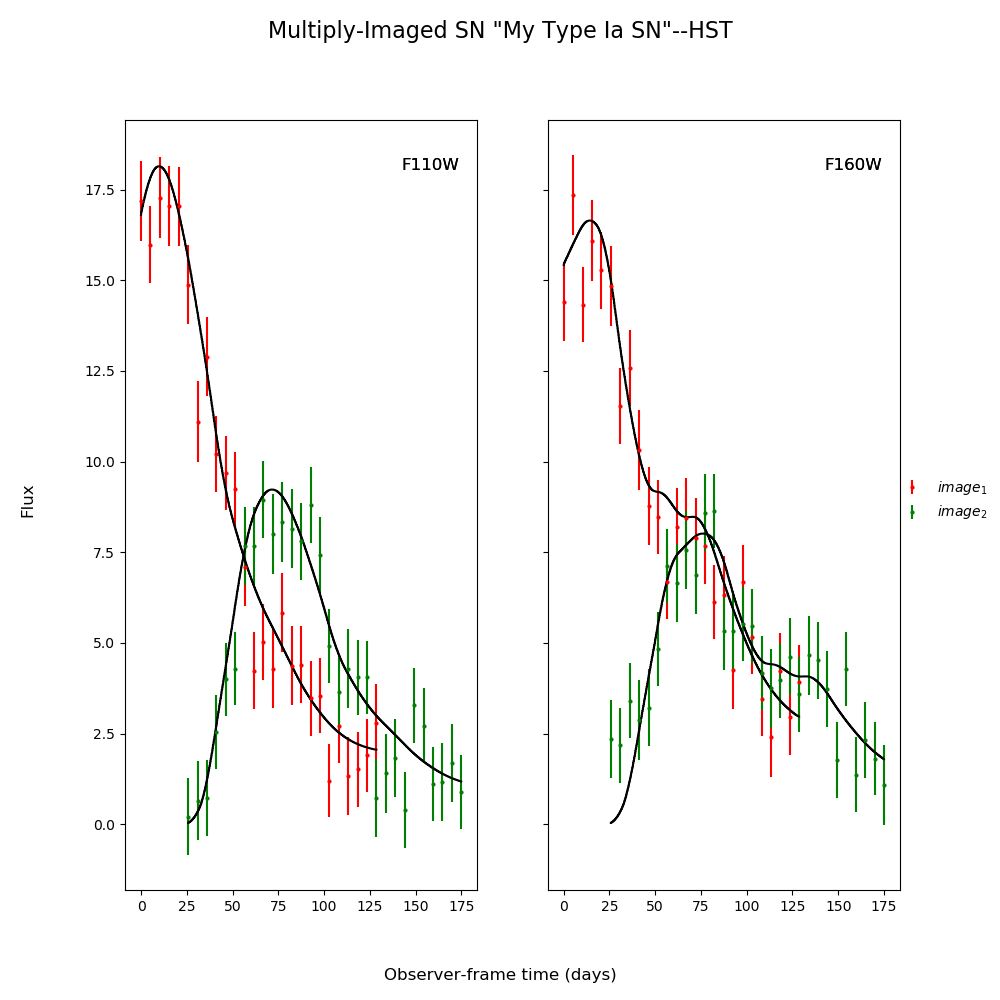 Multiply-Imaged SN "My Type Ia SN"--HST
F110W
F160W
17.5
15.0
12.5
10.0
7.5
5.0
2.5
0.0
Flux
image₁
image₂
0 25 50 75 100 125 150 175
0 25 50 75 100 125 150 175
Observer-frame time (days)